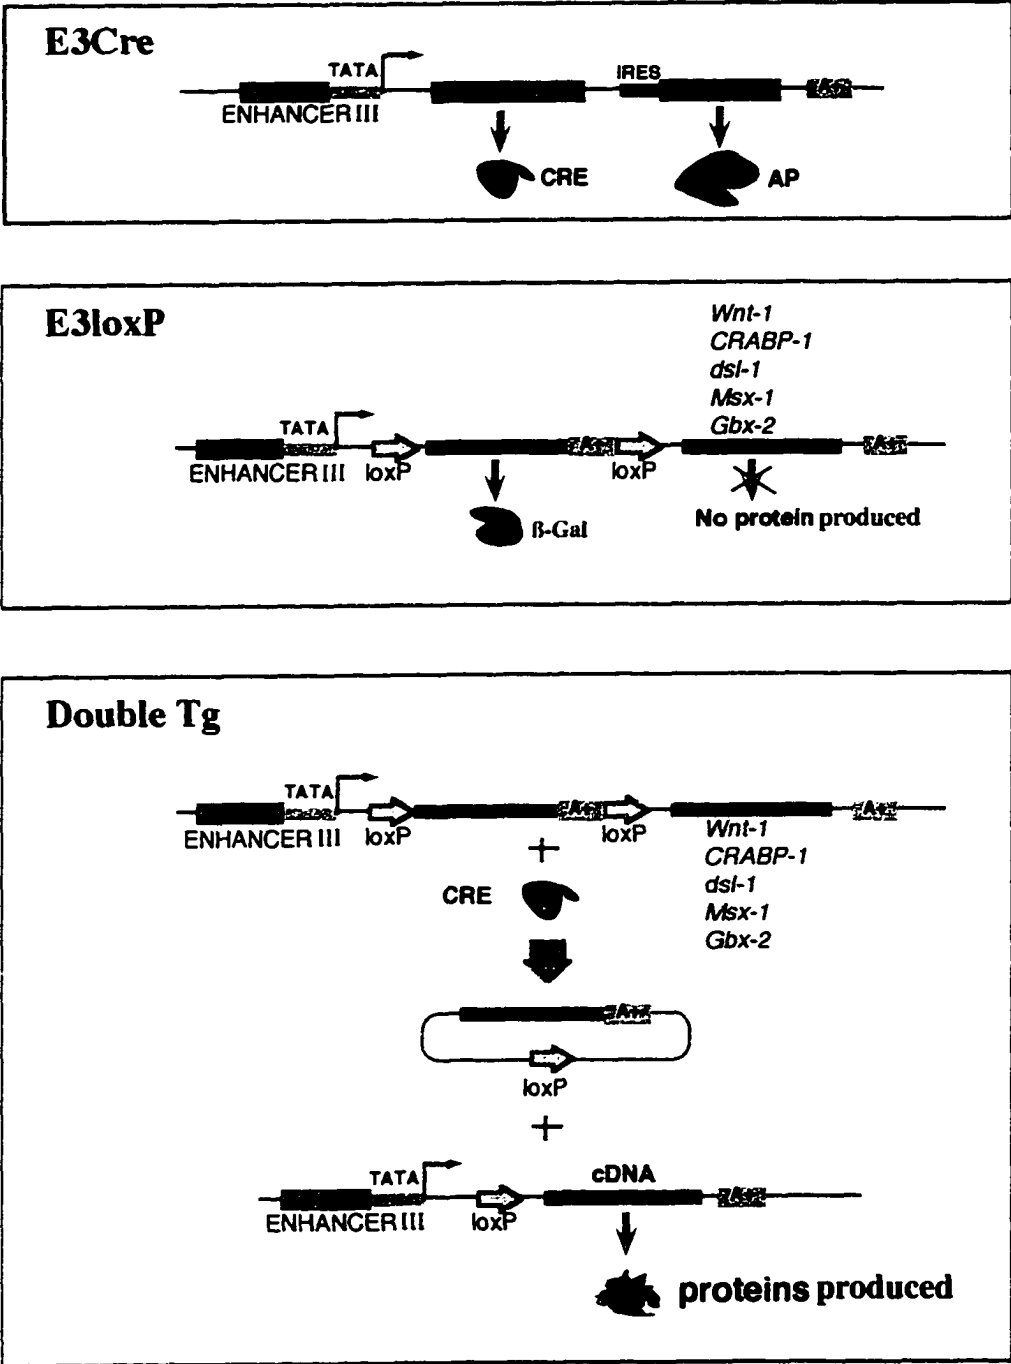 E3Cre
TATA
IRES
A+
ENHANCER III
CRE
AP
E3loxP
Wnt-1
CRABP-1
dsl-1
Msx-1
Gbx-2
TATA
A+
A+
ENHANCER III
loxP
loxP
ß-Gal
No protein produced
Double Tg
TATA
A+
A+
ENHANCER III
loxP
loxP
+
Wnt-1
CRABP-1
dsl-1
Msx-1
Gbx-2
CRE
A+
loxP
+
TATA
cDNA
A+
ENHANCER III
loxP
proteins produced